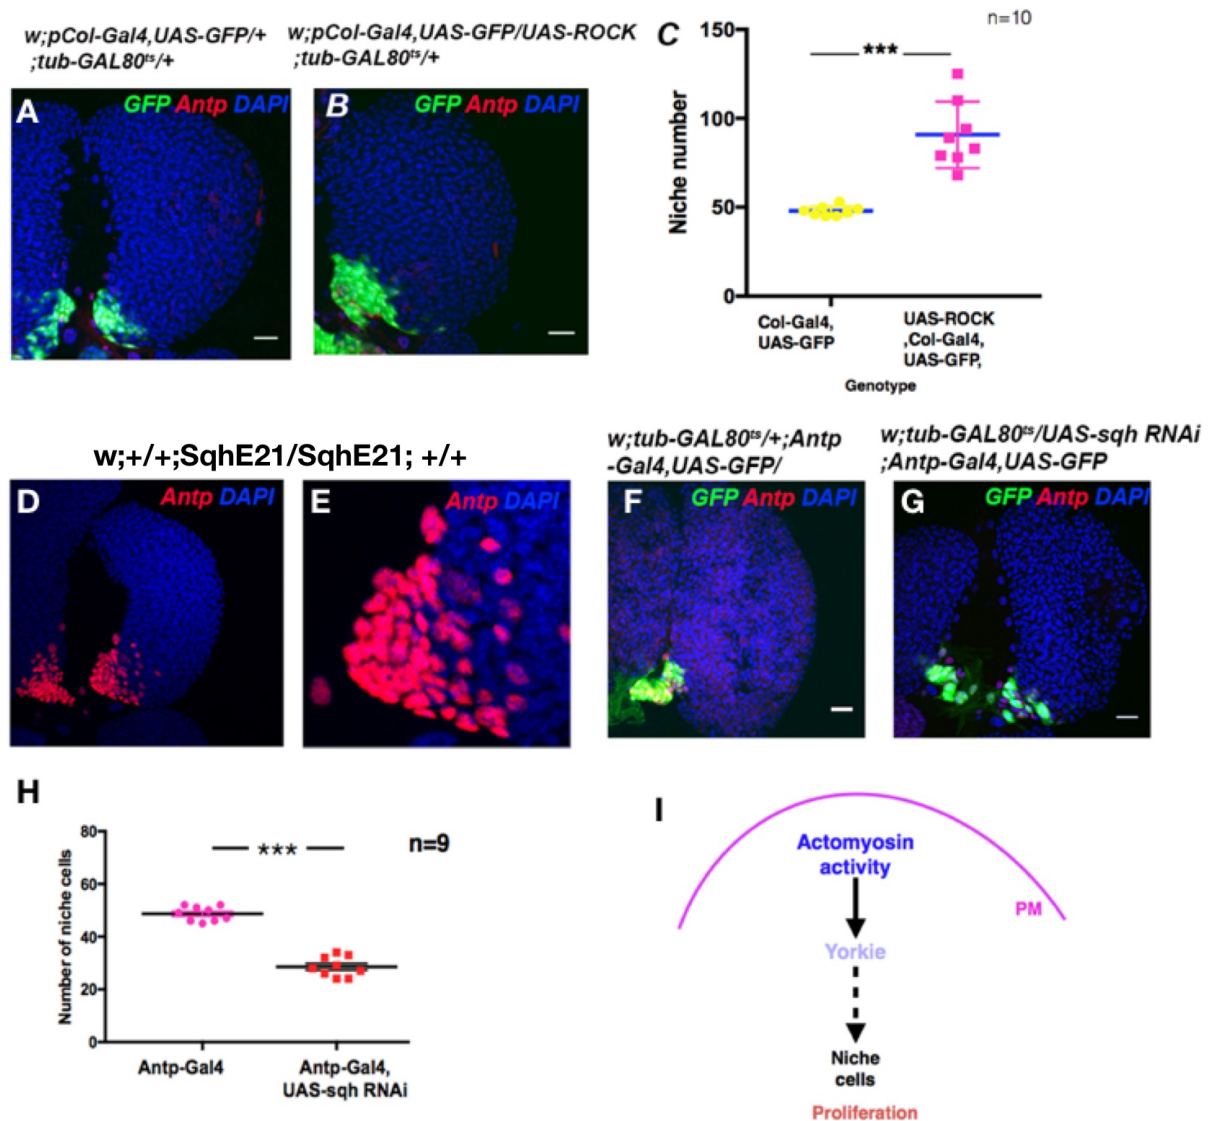 w;pCol-Gal4,UAS-GFP/+
;tub-GAL80ts/+
w;pCol-Gal4,UAS-GFP/UAS-ROCK
;tub-GAL80ts/+
A
GFP Antp DAPI
B
GFP Antp DAPI
C
n=10
150
100
50
0
***
Niche number
Col-Gal4,
UAS-GFP
UAS-ROCK
,Col-Gal4,
UAS-GFP,
Genotype
w;+/+;SqhE21/SqhE21; +/+
D
Antp DAPI
E
Antp DAPI
w;tub-GAL80ts/+;Antp
-Gal4,UAS-GFP/
w;tub-GAL80ts/UAS-sqh RNAi
;Antp-Gal4,UAS-GFP
F
GFP Antp DAPI
G
GFP Antp DAPI
H
n=9
80
60
40
20
0
***
Number of niche cells
Antp-Gal4
Antp-Gal4,
UAS-sqh RNAi
I
Actomyosin
activity
PM
Yorkie
Niche
cells
Proliferation